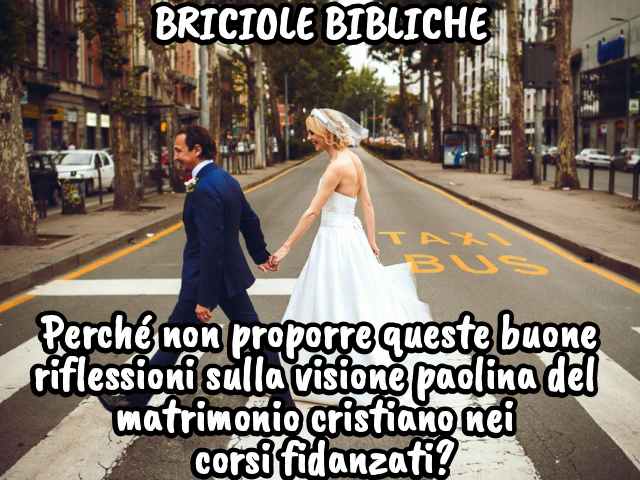 BRICIOLE BIBLICHE
TAXI
BUS
Perché non proporre queste buone
riflessioni sulla visione paolina del
matrimonio cristiano nei
corsi fidanzati?